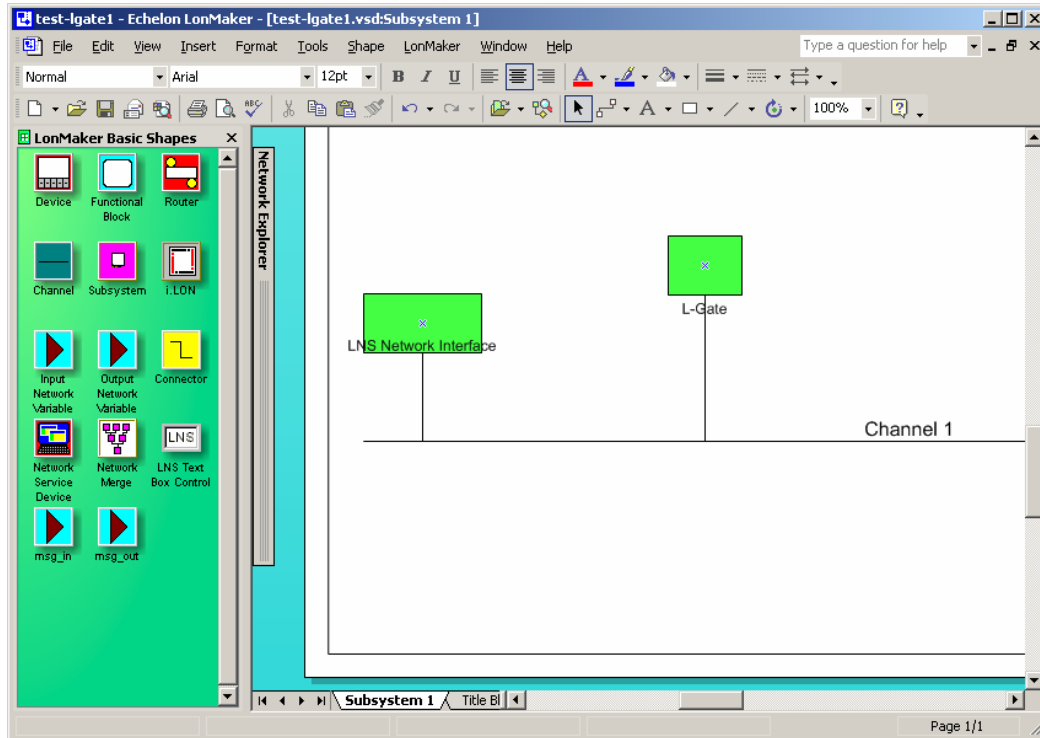 test-lgate1 - Echelon LonMaker - [test-lgate1.vsd:Subsystem 1]
File Edit View Insert Format Tools Shape LonMaker Window Help Type a question for help
Normal Arial 12pt B I U A
ABC A 100% ?
LonMaker Basic Shapes X
Network Explorer
Device Functional Block Router
Channel Subsystem i.LON
Input Network Variable Output Network Variable Connector
LNS
Network Service Device Network Merge LNS Text Box Control
msg_in msg_out
L-Gate
LNS Network Interface
Channel 1
Subsystem 1 Title Bl
Page 1/1